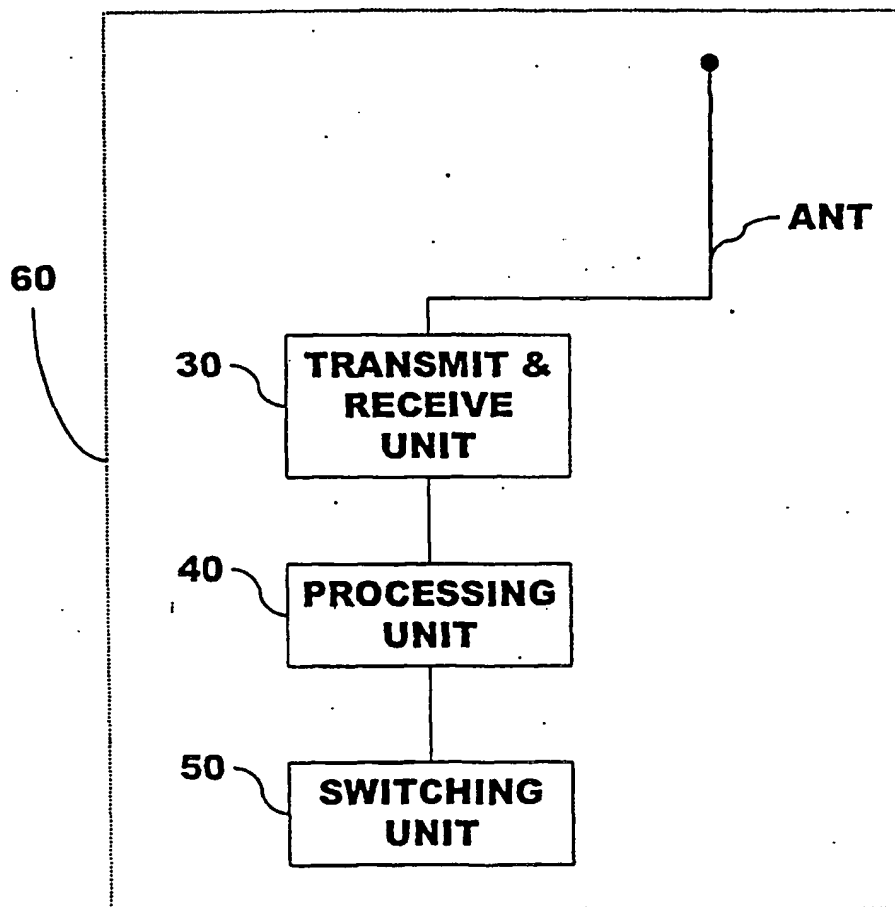 ANT
60
30
TRANSMIT &
RECEIVE
UNIT
40
PROCESSING
UNIT
50
SWITCHING
UNIT